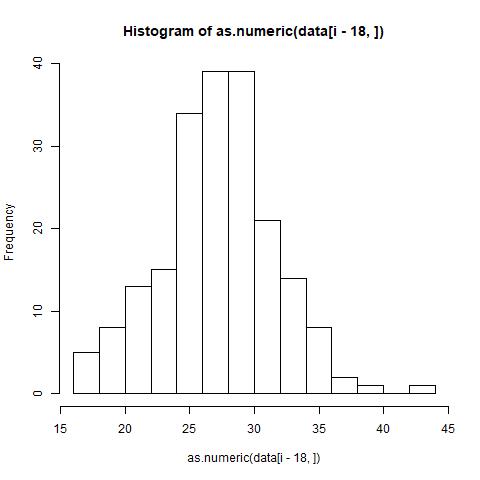 Histogram of as.numeric(data[i - 18, ])
Frequency
40
30
20
10
0
15 20 25 30 35 40 45
as.numeric(data[i - 18, ])